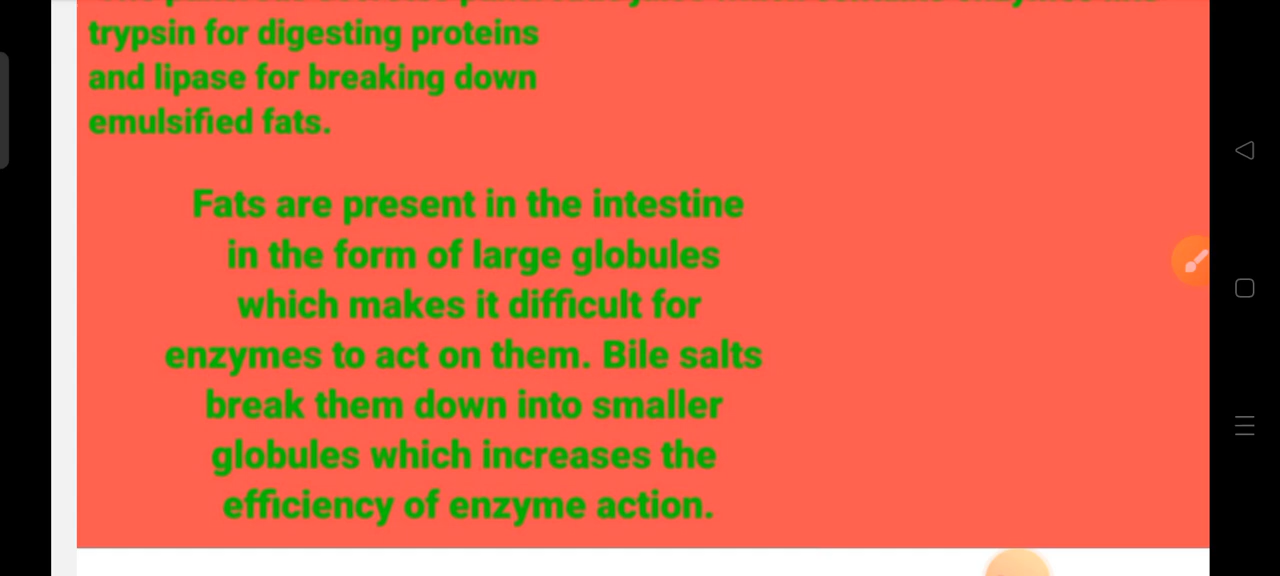 trypsin for digesting proteins
and lipase for breaking down
emulsified fats.
Fats are present in the intestine
in the form of large globules
which makes it difficult for
enzymes to act on them. Bile salts
break them down into smaller
globules which increases the
efficiency of enzyme action.